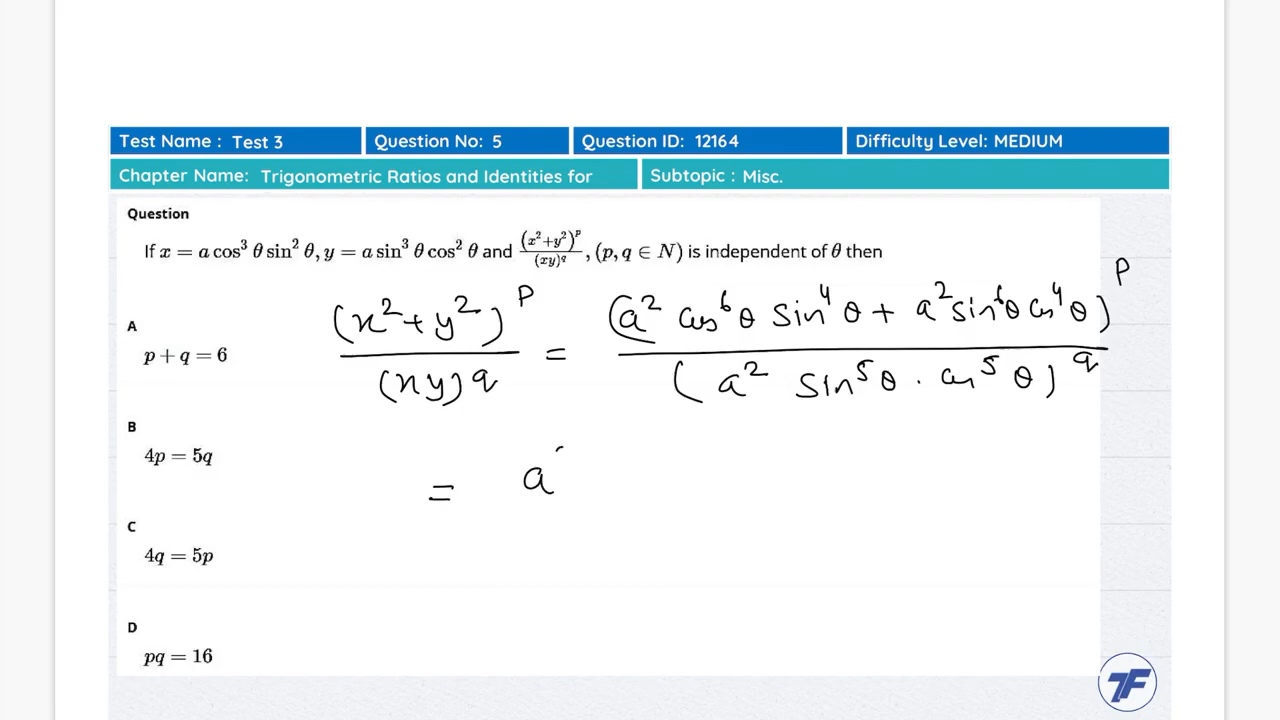 Test Name : Test 3 Question No: 5 Question ID: 12164 Difficulty Level: MEDIUM
Chapter Name: Trigonometric Ratios and Identities for Subtopic : Misc.
Question
If x = a cos³ θ sin² θ, y = a sin³ θ cos² θ and (x²+y²)^p / (xy)^q, (p, q ∈ N) is independent of θ then
(x² + y²)^p / (xy)^q = (a² cos⁶ θ sin⁴ θ + a² sin⁶ θ cos⁴ θ)^p / (a² sin⁵ θ · cos⁵ θ)^q
A
p + q = 6
B
4p = 5q
= a
C
4q = 5p
D
pq = 16
7F